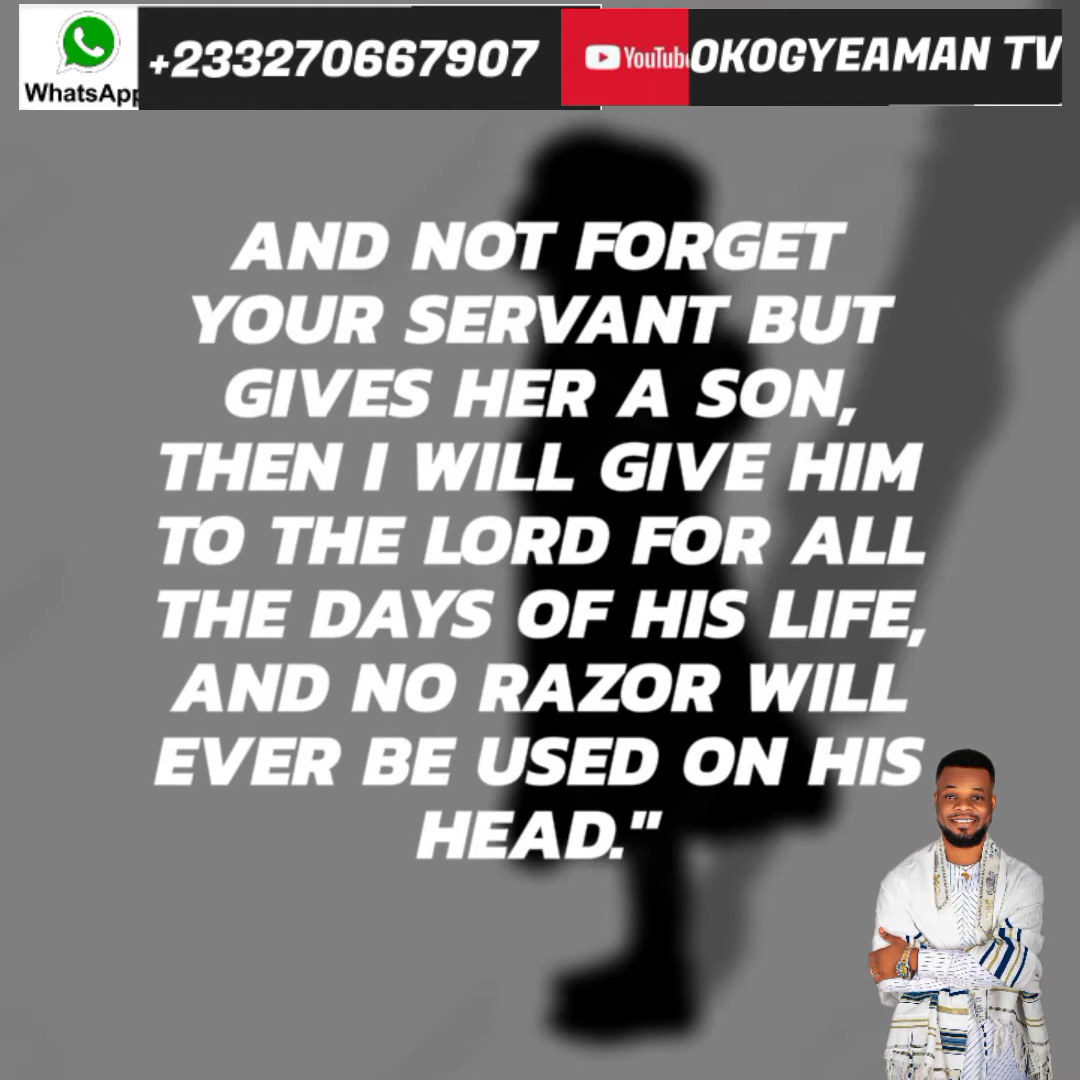 WhatsApp
+233270667907
YouTube
OKOGYEAMAN TV
AND NOT FORGET
YOUR SERVANT BUT
GIVES HER A SON,
THEN I WILL GIVE HIM
TO THE LORD FOR ALL
THE DAYS OF HIS LIFE,
AND NO RAZOR WILL
EVER BE USED ON HIS
HEAD."